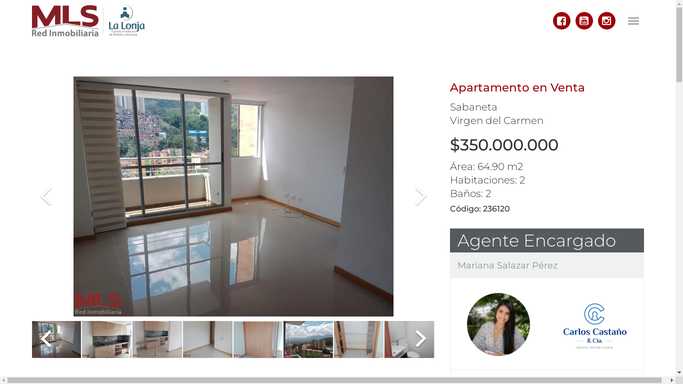 MLS
Red Inmobiliaria
La Lonja
Apartamento en Venta
Sabaneta
Virgen del Carmen
$350.000.000
Área: 64.90 m2
Habitaciones: 2
Baños: 2
Código: 236120
MLS
Red Inmobiliaria
Agente Encargado
Mariana Salazar Pérez
Carlos Castaño
& Cia.